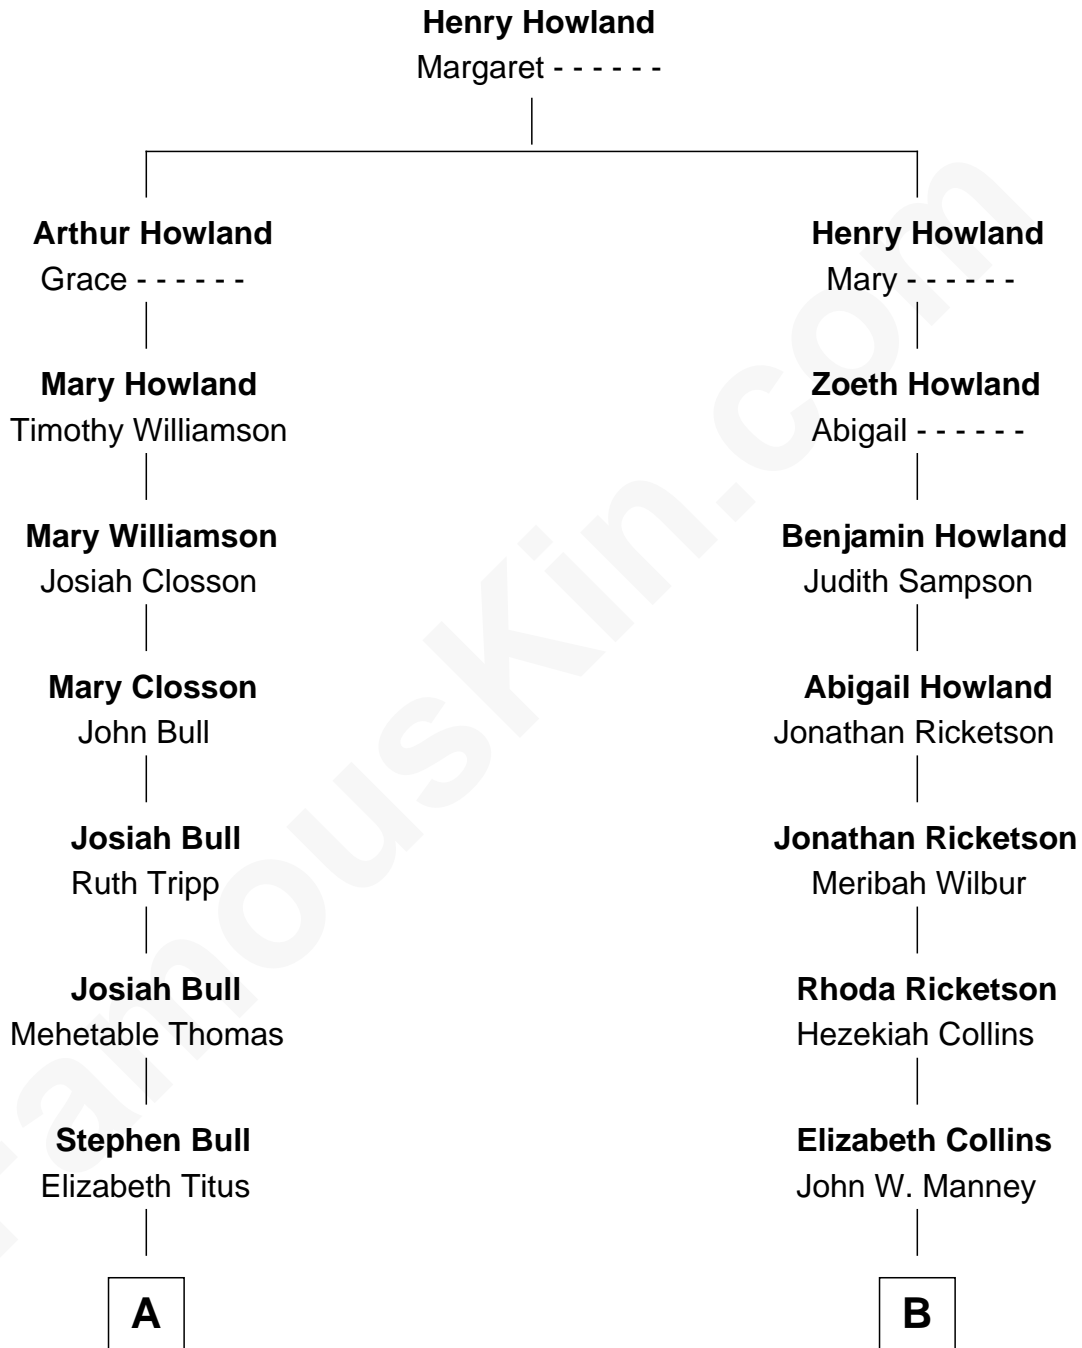 Henry Howland
Margaret - - - - - -
Arthur Howland
Grace - - - - - -
Henry Howland
Mary - - - - - -
Mary Howland
Timothy Williamson
Zoeth Howland
Abigail - - - - - -
Mary Williamson
Josiah Closson
Benjamin Howland
Judith Sampson
Mary Closson
John Bull
Abigail Howland
Jonathan Ricketson
Josiah Bull
Ruth Tripp
Jonathan Ricketson
Meribah Wilbur
Josiah Bull
Mehetable Thomas
Rhoda Ricketson
Hezekiah Collins
Stephen Bull
Elizabeth Titus
Elizabeth Collins
John W. Manney
A
B
FamousKin.com